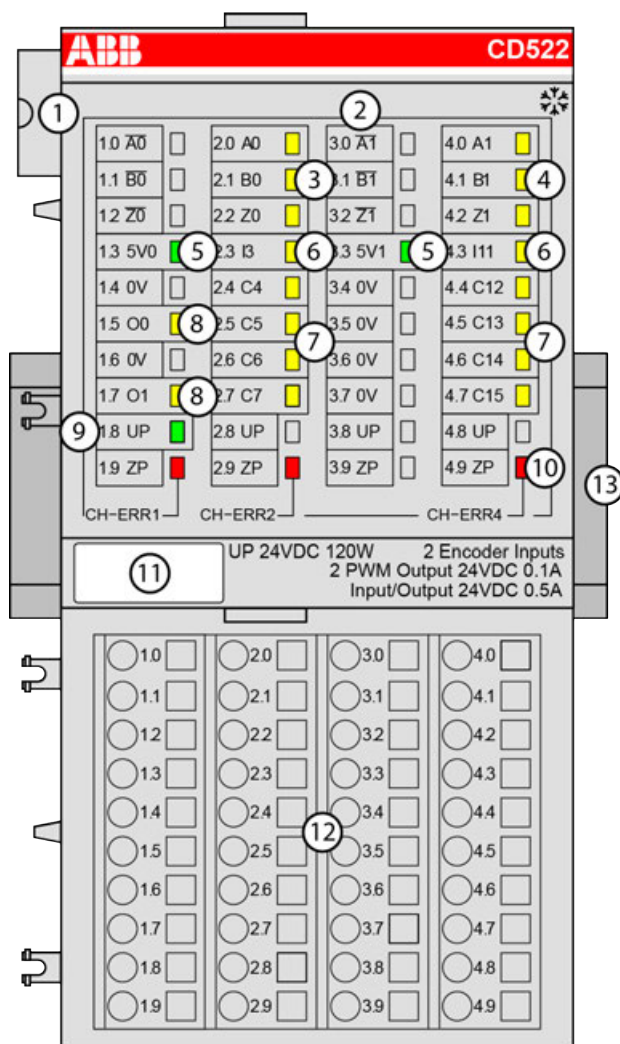 ABB CD522
1 2
1.0 A̅0̅ 2.0 A0 3.0 A̅1̅ 4.0 A1
1.1 B̅0̅ 2.1 B0 3 3.1 B̅1̅ 4.1 B1 4
1.2 Z̅0̅ 2.2 Z0 3.2 Z̅1̅ 4.2 Z1
1.3 5V0 5 2.3 I3 6 3.3 5V1 5 4.3 I11 6
1.4 0V 2.4 C4 3.4 0V 4.4 C12
1.5 O0 8 2.5 C5 3.5 0V 4.5 C13
7 7
1.6 0V 2.6 C6 3.6 0V 4.6 C14
1.7 O1 8 2.7 C7 3.7 0V 4.7 C15
9 1.8 UP 2.8 UP 3.8 UP 4.8 UP
1.9 ZP 2.9 ZP 3.9 ZP 4.9 ZP 10 13
CH-ERR1 CH-ERR2 CH-ERR4
11 UP 24VDC 120W 2 Encoder Inputs
2 PWM Output 24VDC 0.1A
Input/Output 24VDC 0.5A
1.0 2.0 3.0 4.0
1.1 2.1 3.1 4.1
1.2 2.2 3.2 4.2
1.3 2.3 3.3 4.3
1.4 2.4 3.4 4.4
12
1.5 2.5 3.5 4.5
1.6 2.6 3.6 4.6
1.7 2.7 3.7 4.7
1.8 2.8 3.8 4.8
1.9 2.9 3.9 4.9